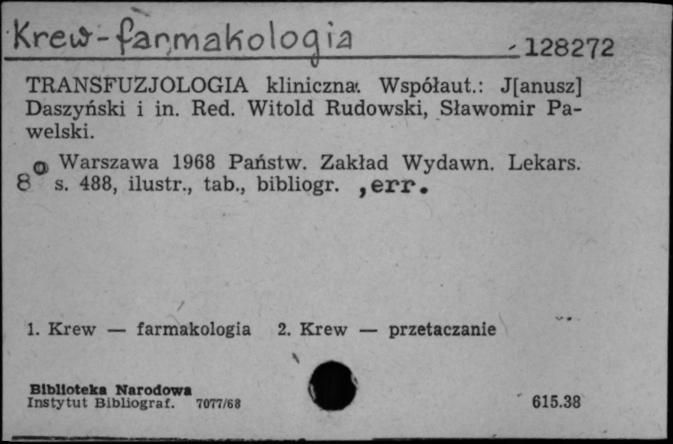 Krew - farmakologia
128272
TRANSFUZJOLOGIA kliniczna. Współaut.: J[anusz]
Daszyński i in. Red. Witold Rudowski, Sławomir Pa-
welski.
Warszawa 1968 Państw. Zakład Wydawn. Lekars.
8° s. 488, ilustr., tab., bibliogr. , err.
1. Krew — farmakologia 2. Krew — przetaczanie
Biblioteka Narodowa
Instytut Bibliograf. 7077/68
615.38